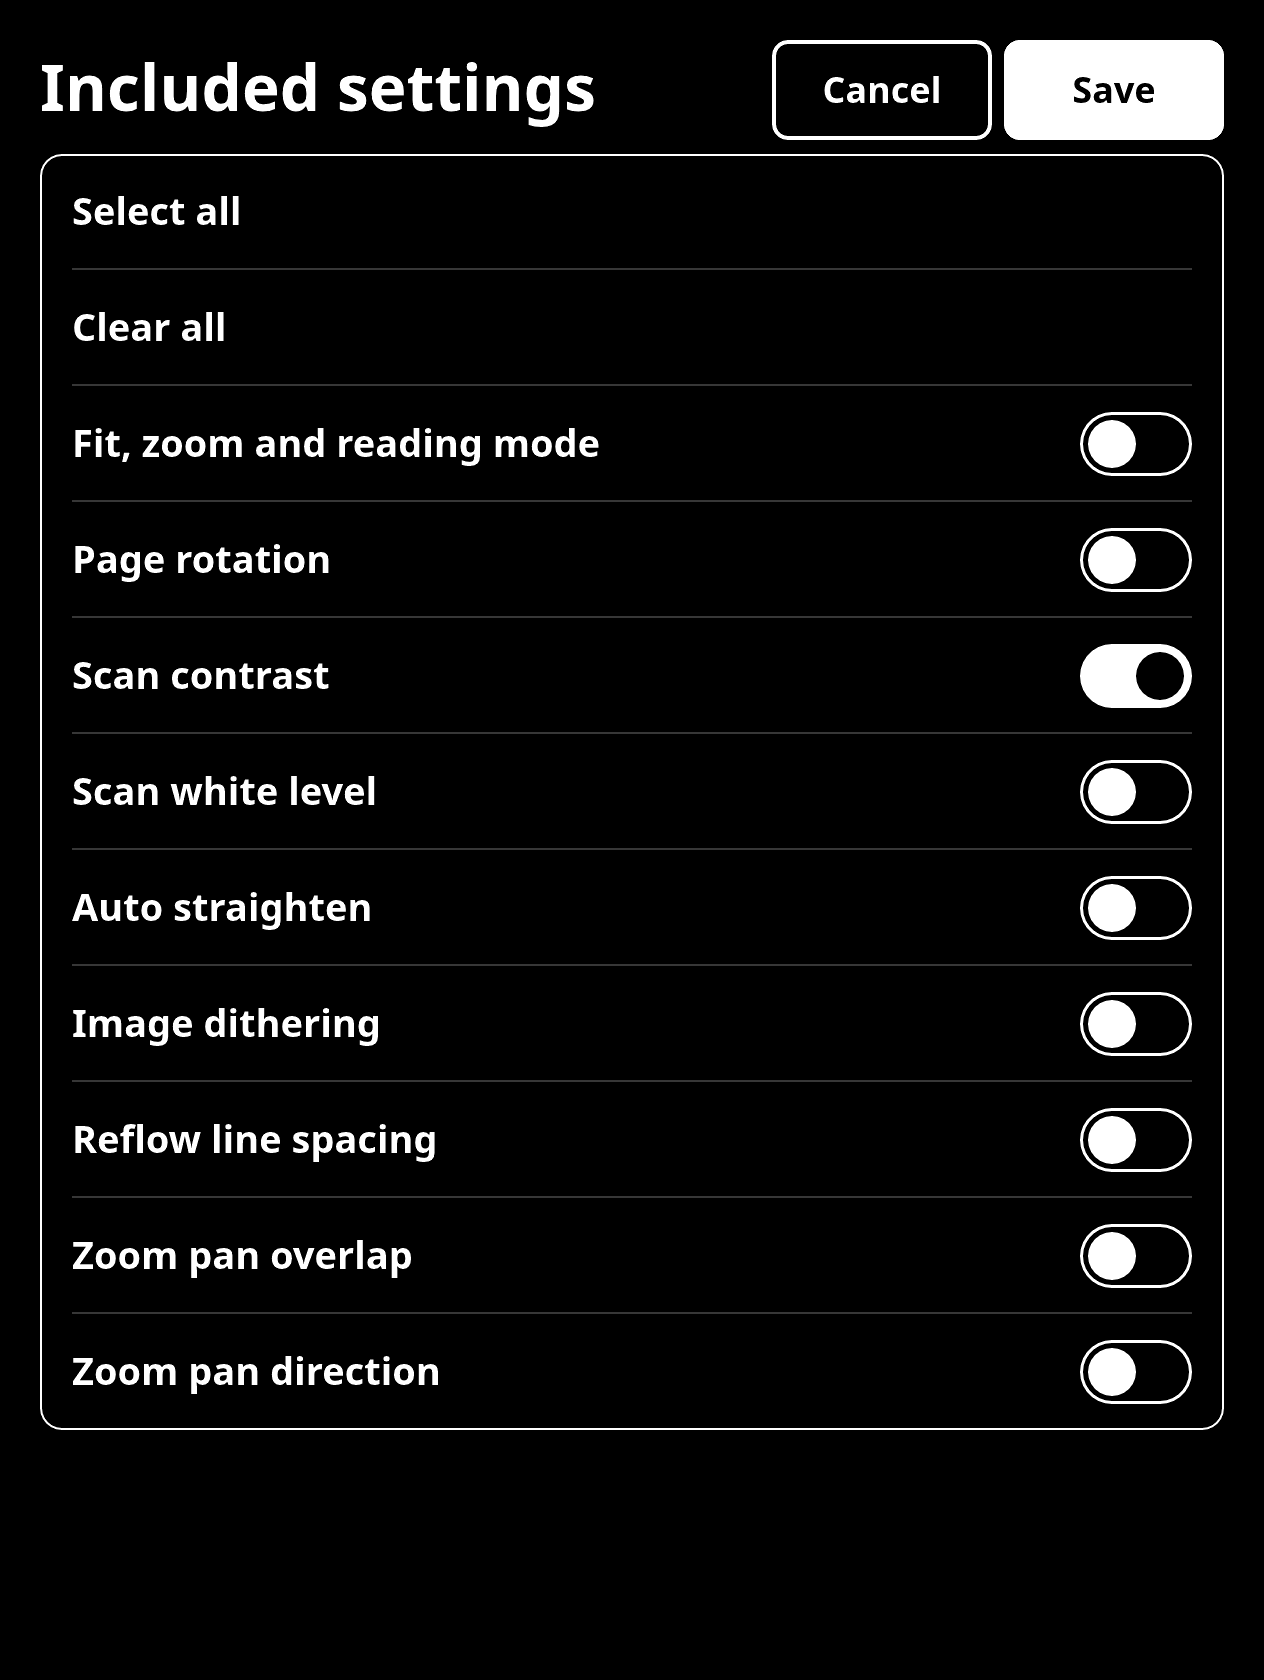 Included settings
Cancel
Save
Select all
Clear all
Fit, zoom and reading mode
Page rotation
Scan contrast
Scan white level
Auto straighten
Image dithering
Reflow line spacing
Zoom pan overlap
Zoom pan direction